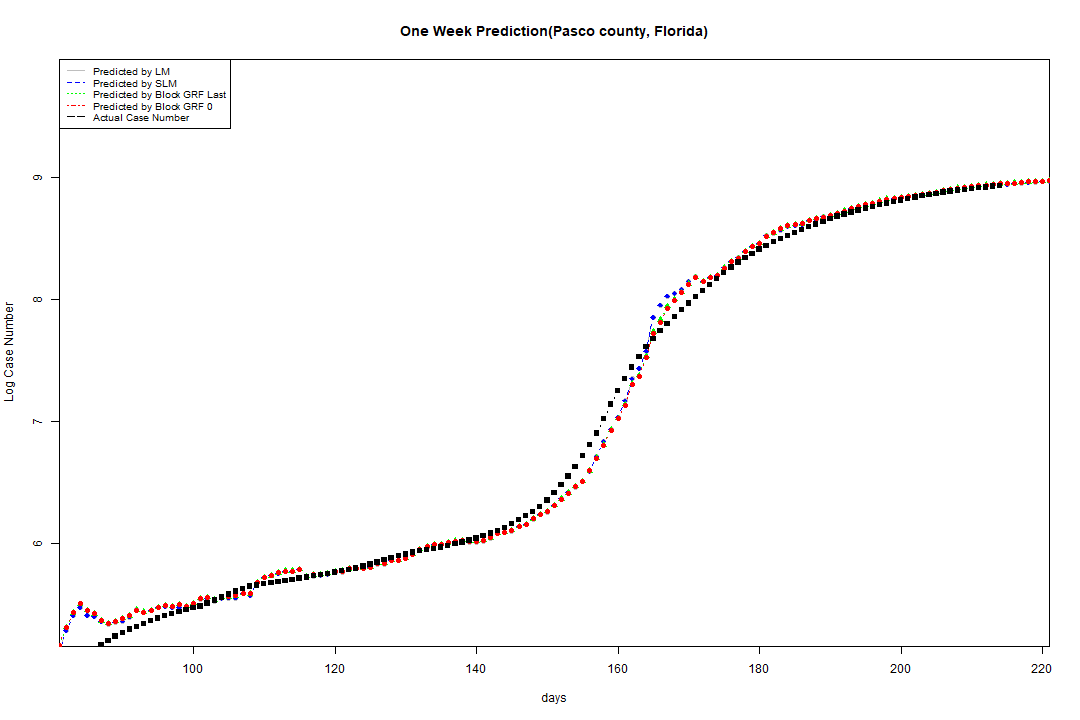 One Week Prediction(Pasco county, Florida)
Predicted by LM
Predicted by SLM
Predicted by Block GRF Last
Predicted by Block GRF 0
Actual Case Number
9
8
7
6
Log Case Number
100 120 140 160 180 200 220
days